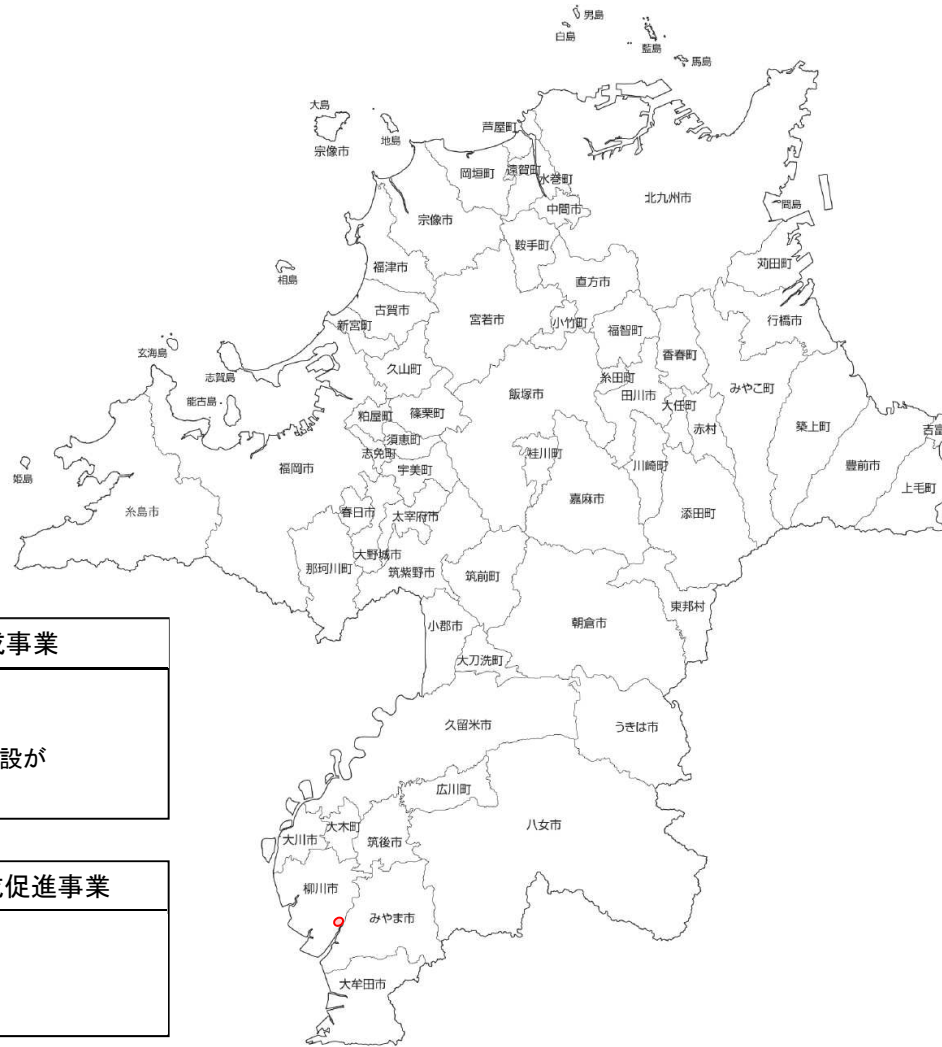 男島
白島
藍島
馬島
大島
地島
宗像市
芦屋町
岡垣町
遠賀町
水巻町
中間市
北九州市
間島
宗像市
鞍手町
苅田町
相島
福津市
直方市
古賀市
宮若市
小竹町
行橋市
新宮町
福智町
玄海島
香春町
久山町
志賀島
糸田町
みやこ町
能古島
飯塚市
田川市
大任町
粕屋町
篠栗町
赤村
築上町
吉富
須恵町
志免町
姫島
福岡市
宇美町
桂川町
川崎町
豊前市
嘉麻市
上毛町
糸島市
春日市
太宰府市
添田町
大野城市
那珂川町
筑紫野市
筑前町
東邦村
小郡市
朝倉市
成事業
大刀洗町
久留米市
うきは市
設が
広川町
大木町
八女市
大川市
筑後市
促進事業
柳川市
みやま市
大牟田市